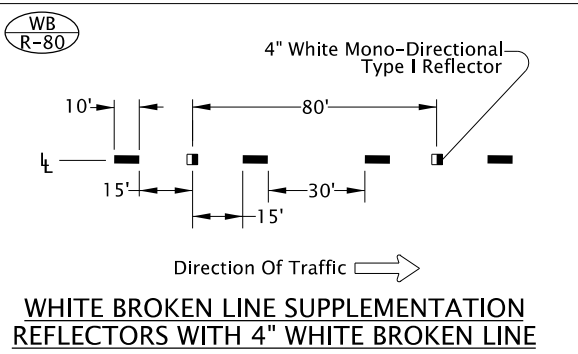 WB
R-80
4" White Mono-Directional
Type I Reflector
10'
80'
LL
15'
30'
15'
Direction Of Traffic
WHITE BROKEN LINE SUPPLEMENTATION
REFLECTORS WITH 4" WHITE BROKEN LINE